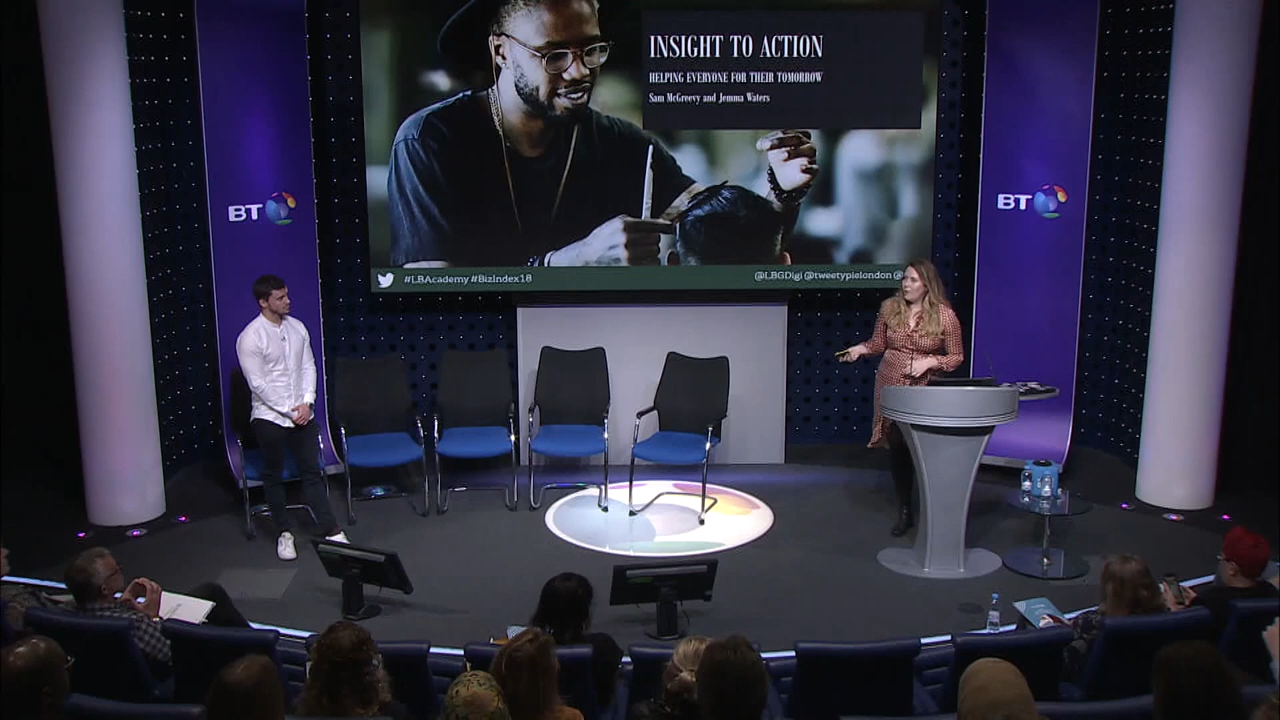 INSIGHT TO ACTION
HELPING EVERYONE FOR THEIR TOMORROW
Sam McGreevy and Jemma Waters
BT
BT
#LBAcademy #BizIndex18
@LBGDigi @tweetypielondon @